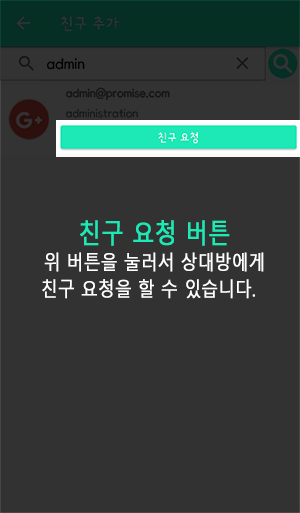 친구 추가
admin
admin@promise.com
administration
G+
친구 요청
친구 요청 버튼
위 버튼을 눌러서 상대방에게
친구 요청을 할 수 있습니다.